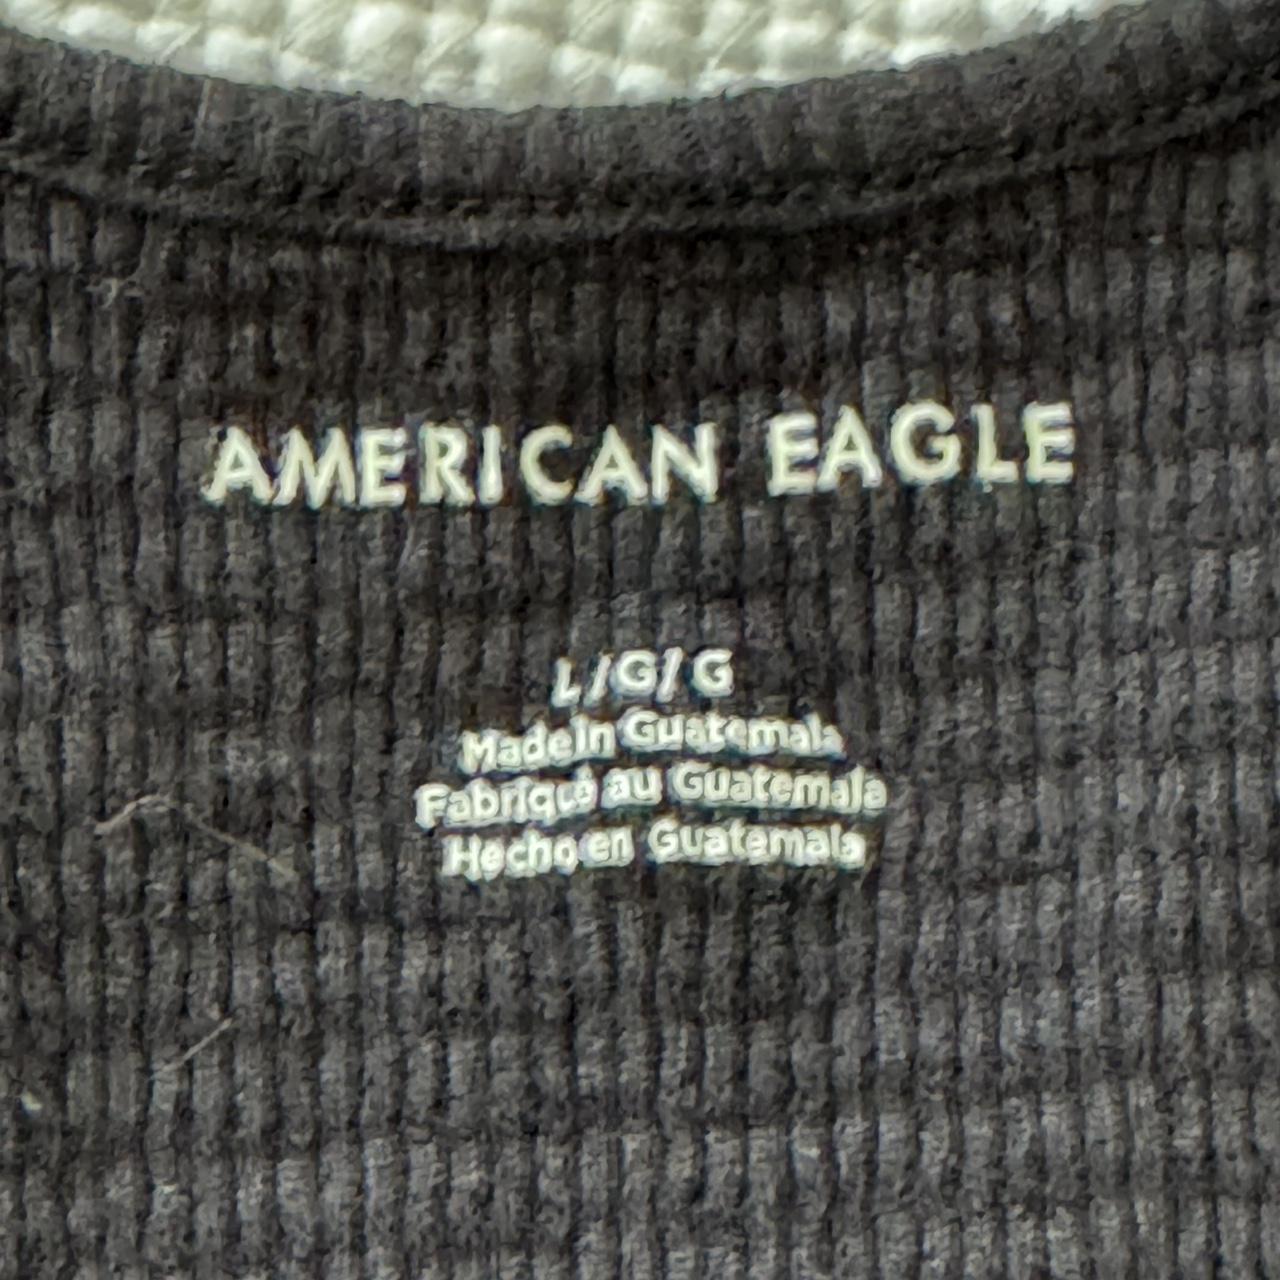 AMERICAN EAGLE
L/G/G
Made in Guatemala
Fabriqué au Guatemala
Hecho en Guatemala